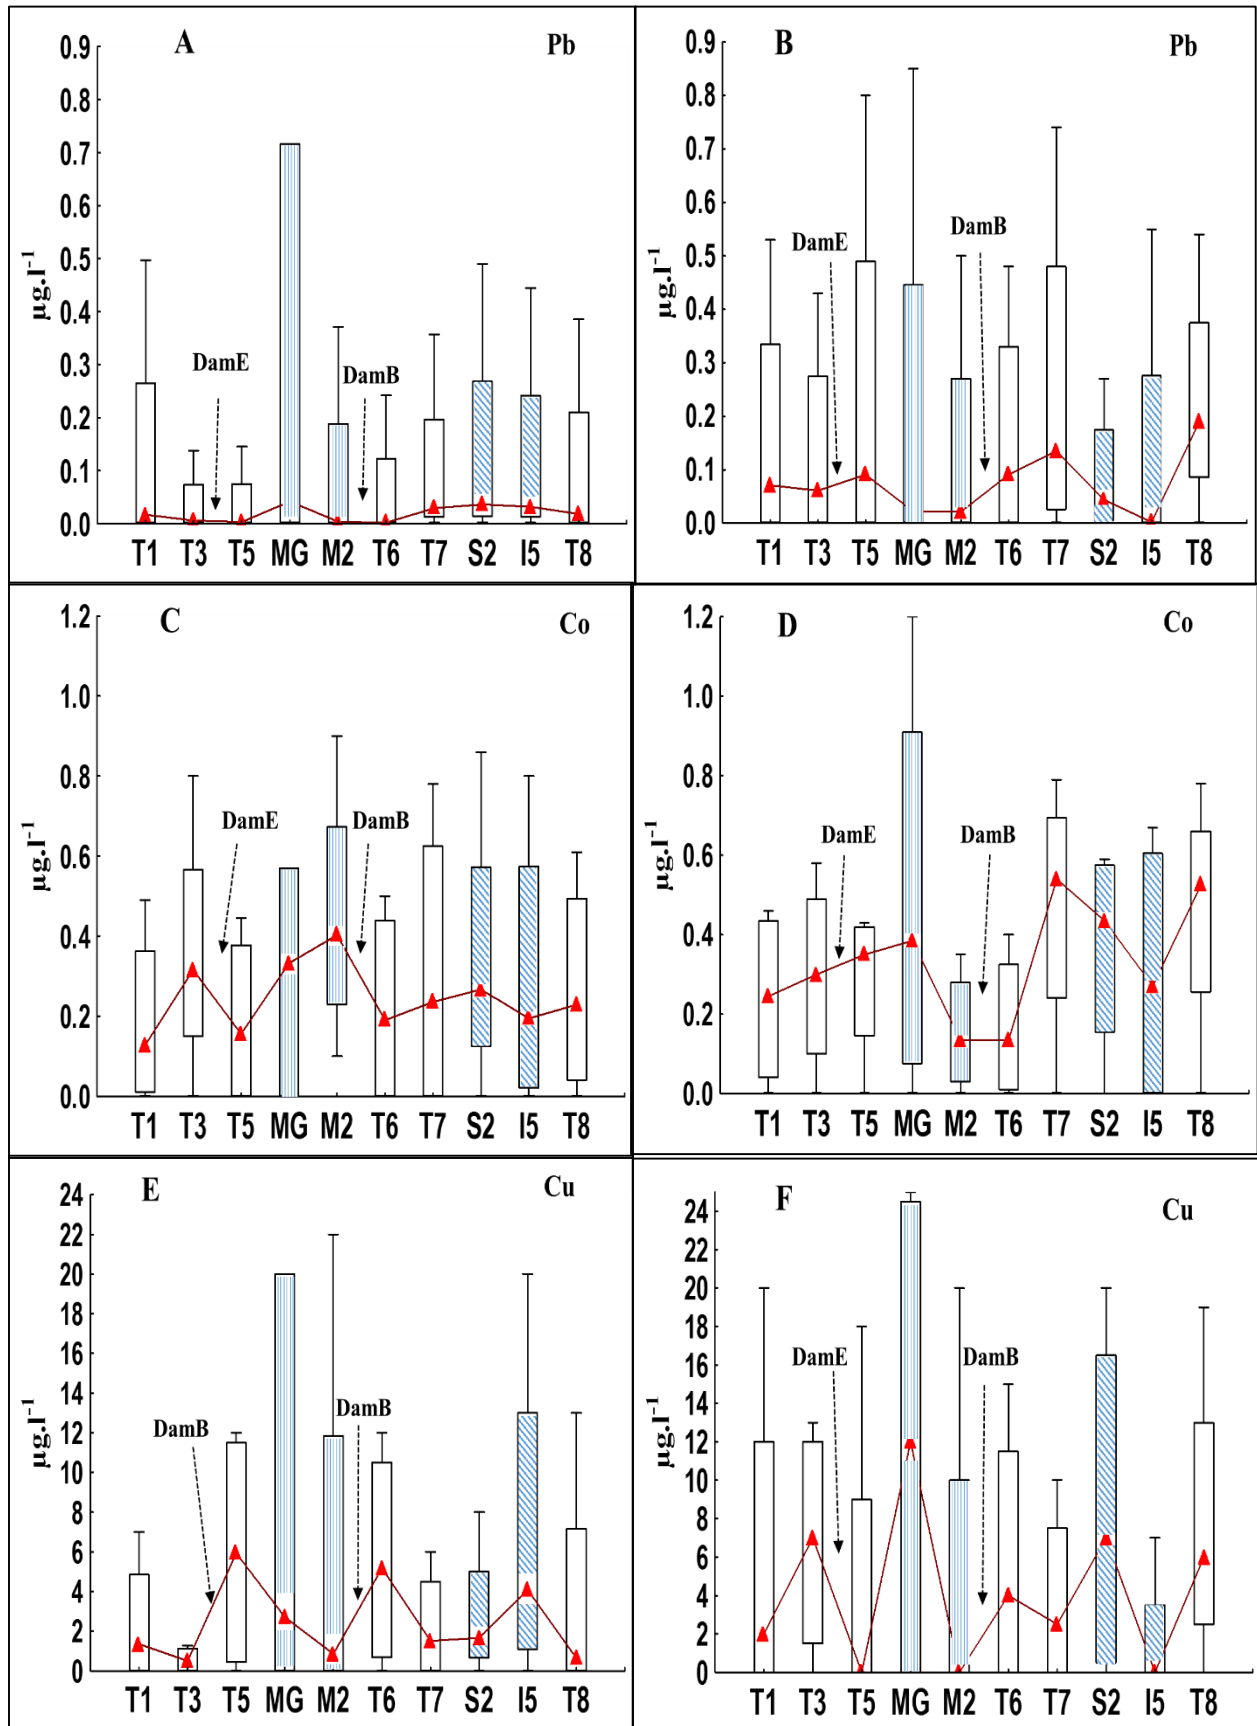 A Pb
0.9
0.8
0.7
0.6
0.5
0.4
0.3
0.2
0.1
0.0
µg.l⁻¹
DamE
DamB
T1 T3 T5 MG M2 T6 T7 S2 I5 T8
B Pb
0.9
0.8
0.7
0.6
0.5
0.4
0.3
0.2
0.1
0.0
µg.l⁻¹
DamE
DamB
T1 T3 T5 MG M2 T6 T7 S2 I5 T8
C Co
1.2
1.0
0.8
0.6
0.4
0.2
0.0
µg.l⁻¹
DamE
DamB
T1 T3 T5 MG M2 T6 T7 S2 I5 T8
D Co
1.2
1.0
0.8
0.6
0.4
0.2
0.0
µg.l⁻¹
DamE
DamB
T1 T3 T5 MG M2 T6 T7 S2 I5 T8
E Cu
24
22
20
18
16
14
12
10
8
6
4
2
0
µg.l⁻¹
DamB
DamB
T1 T3 T5 MG M2 T6 T7 S2 I5 T8
F Cu
24
22
20
18
16
14
12
10
8
6
4
2
0
µg.l⁻¹
DamE
DamB
T1 T3 T5 MG M2 T6 T7 S2 I5 T8